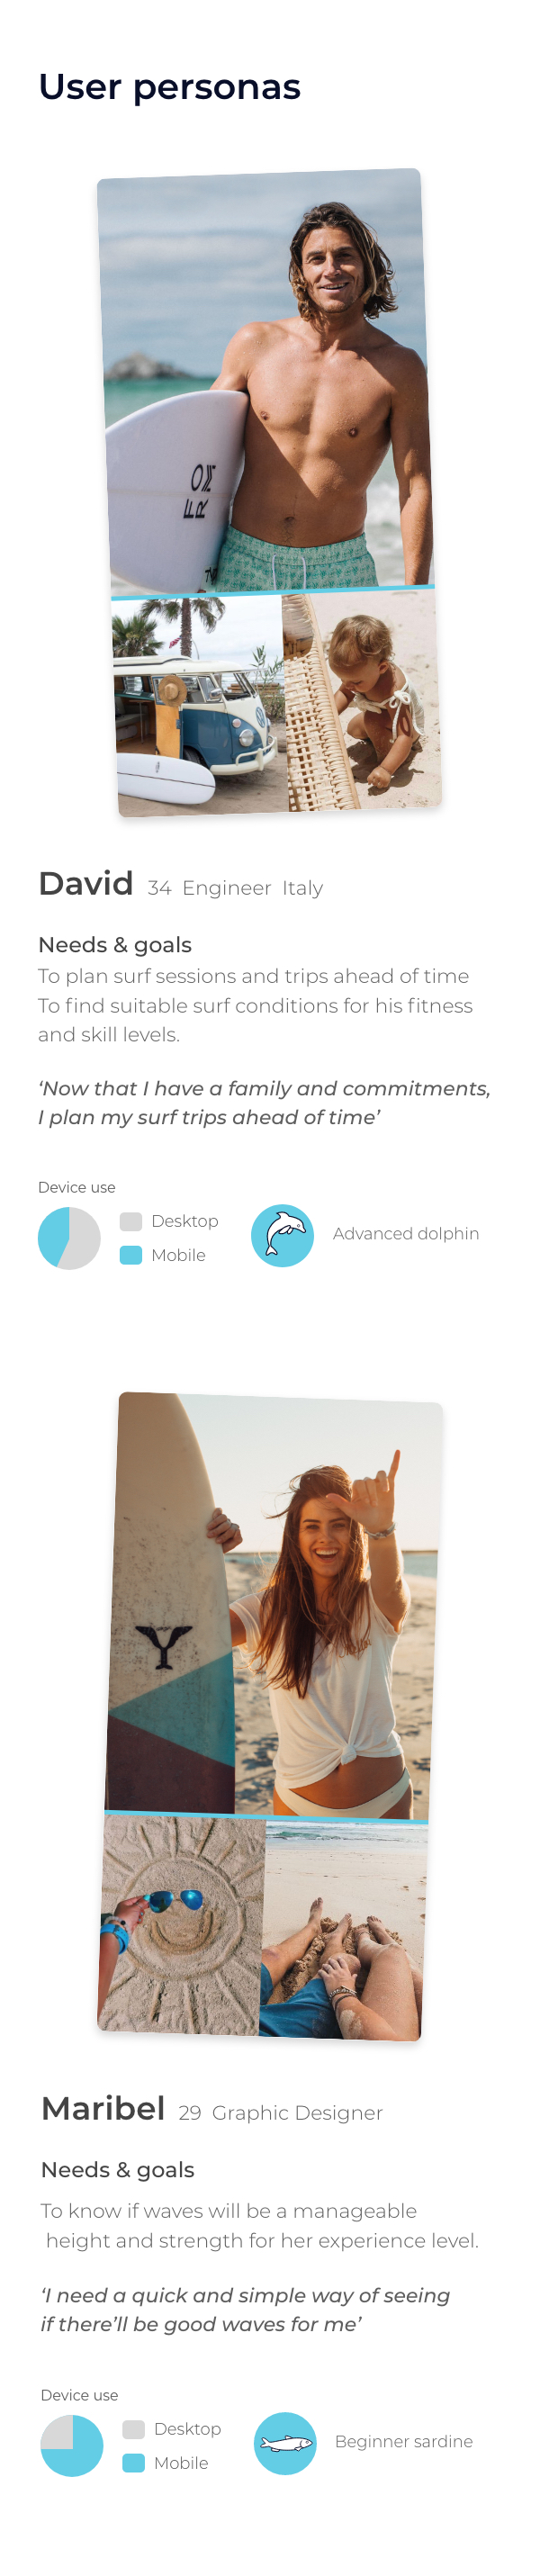 User personas
FROM
David 34 Engineer Italy
Needs & goals
To plan surf sessions and trips ahead of time
To find suitable surf conditions for his fitness
and skill levels.
‘Now that I have a family and commitments,
I plan my surf trips ahead of time’
Device use
Desktop
Mobile
Advanced dolphin
Y
Maribel 29 Graphic Designer
Needs & goals
To know if waves will be a manageable
height and strength for her experience level.
‘I need a quick and simple way of seeing
if there’ll be good waves for me’
Device use
Desktop
Mobile
Beginner sardine